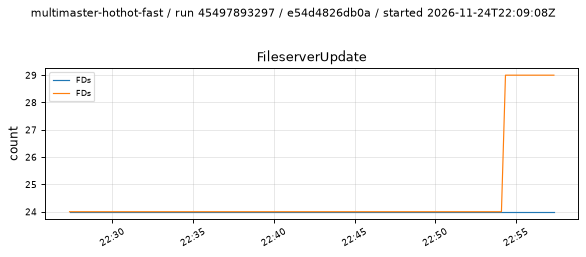 multimaster-hothot-fast / run 45497893297 / e54d4826db0a / started 2026-11-24T22:09:08Z
FileserverUpdate
FDs
FDs
count
29
28
27
26
25
24
22:30
22:35
22:40
22:45
22:50
22:55